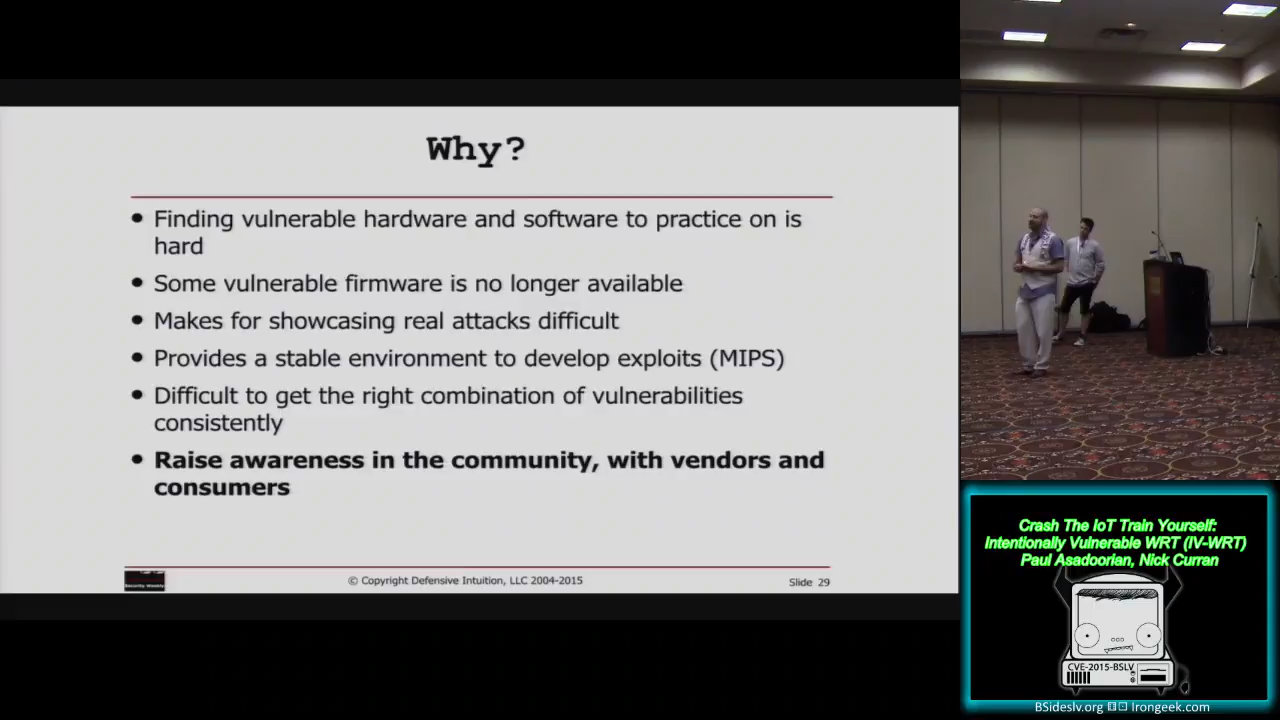 Why?
• Finding vulnerable hardware and software to practice on is
hard
• Some vulnerable firmware is no longer available
• Makes for showcasing real attacks difficult
• Provides a stable environment to develop exploits (MIPS)
• Difficult to get the right combination of vulnerabilities
consistently
• Raise awareness in the community, with vendors and
consumers
Security Weekly
© Copyright Defensive Intuition, LLC 2004-2015
Slide 29
Crash The IoT Train Yourself:
Intentionally Vulnerable WRT (IV-WRT)
Paul Asadoorian, Nick Curran
CVE-2015-BSLV
BSideslv.org
Irongeek.com